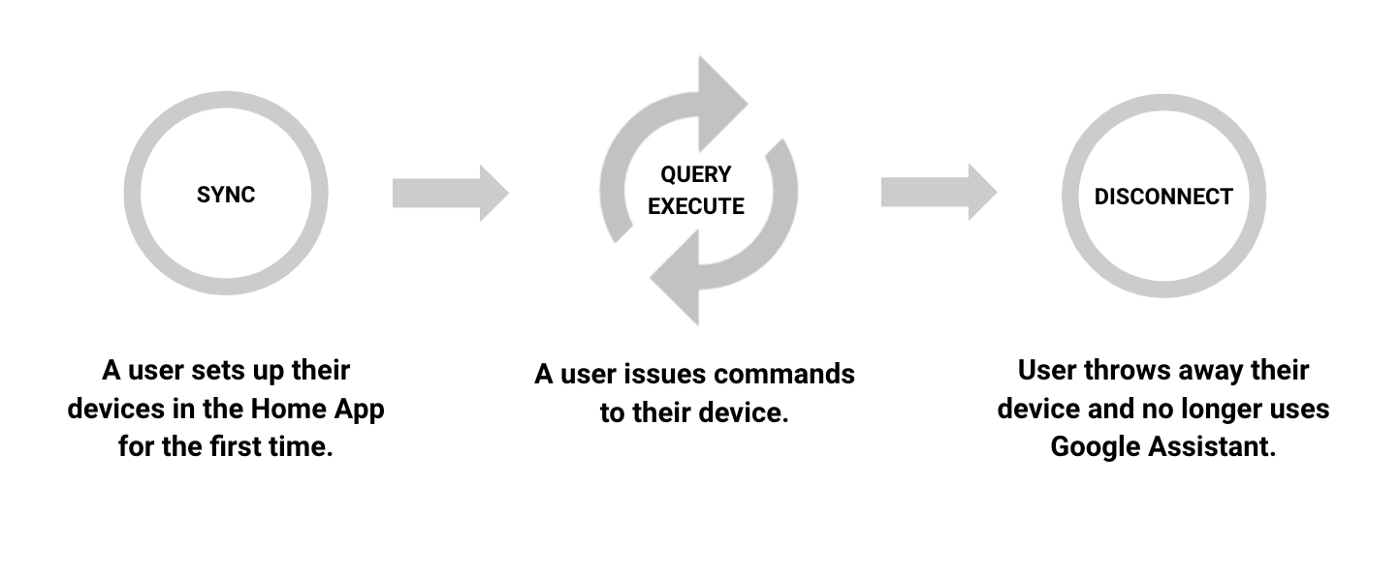 SYNC
A user sets up their
devices in the Home App
for the first time.
QUERY
EXECUTE
A user issues commands
to their device.
DISCONNECT
User throws away their
device and no longer uses
Google Assistant.